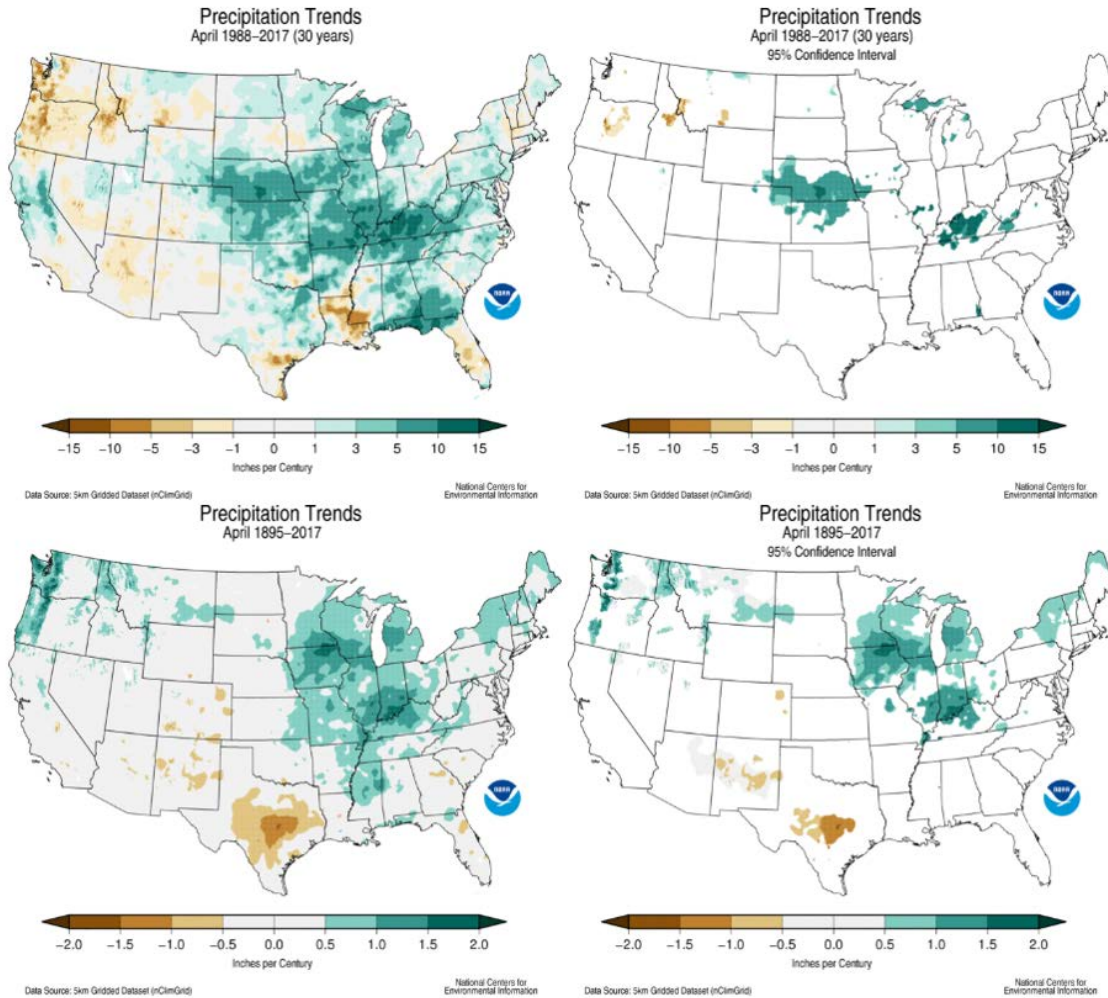 Precipitation Trends
April 1988–2017 (30 years)
NOAA
−15 −10 −5 −3 −1 0 1 3 5 10 15
Inches per Century
Data Source: 5km Gridded Dataset (nClimGrid)
National Centers for
Environmental Information
Precipitation Trends
April 1988–2017 (30 years)
95% Confidence Interval
NOAA
−15 −10 −5 −3 −1 0 1 3 5 10 15
Inches per Century
Data Source: 5km Gridded Dataset (nClimGrid)
National Centers for
Environmental Information
Precipitation Trends
April 1895–2017
NOAA
−2.0 −1.5 −1.0 −0.5 0.0 0.5 1.0 1.5 2.0
Inches per Century
Data Source: 5km Gridded Dataset (nClimGrid)
National Centers for
Environmental Information
Precipitation Trends
April 1895–2017
95% Confidence Interval
NOAA
−2.0 −1.5 −1.0 −0.5 0.0 0.5 1.0 1.5 2.0
Inches per Century
Data Source: 5km Gridded Dataset (nClimGrid)
National Centers for
Environmental Information